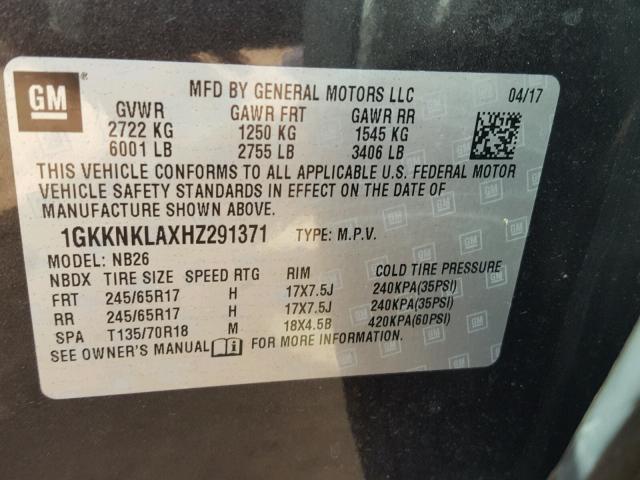 GM
MFD BY GENERAL MOTORS LLC 04/17
GVWR GAWR FRT GAWR RR
2722 KG 1250 KG 1545 KG
6001 LB 2755 LB 3406 LB
THIS VEHICLE CONFORMS TO ALL APPLICABLE U.S. FEDERAL MOTOR
VEHICLE SAFETY STANDARDS IN EFFECT ON THE DATE OF
MANUFACTURE SHOWN ABOVE.
1GKKNKLAXHZ291371 TYPE: M.P.V.
MODEL: NB26
NBDX TIRE SIZE SPEED RTG RIM COLD TIRE PRESSURE
FRT 245/65R17 H 17X7.5J 240KPA(35PSI)
RR 245/65R17 H 17X7.5J 240KPA(35PSI)
SPA T135/70R18 M 18X4.5B 420KPA(60PSI)
SEE OWNER'S MANUAL FOR MORE INFORMATION.